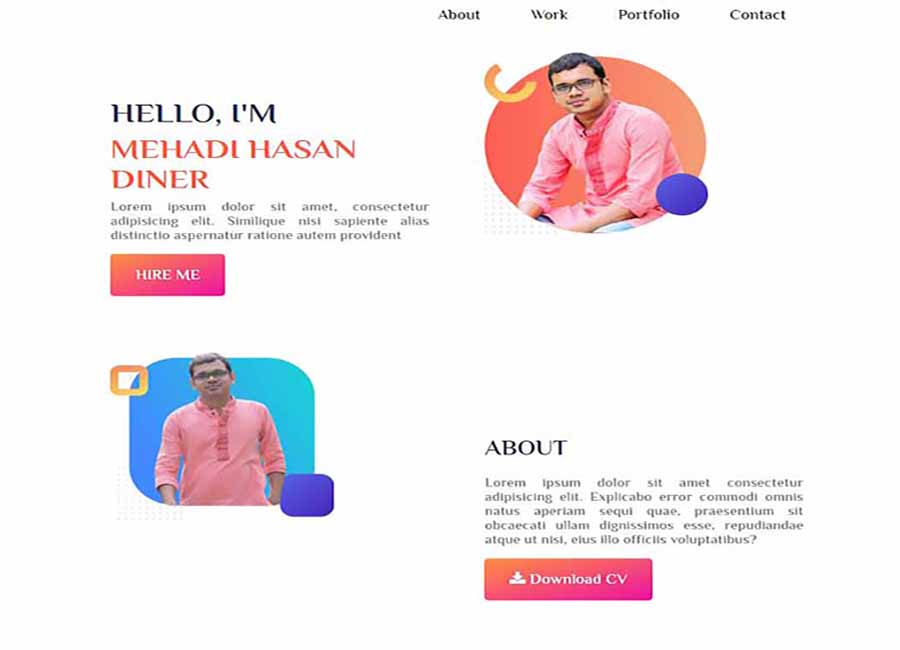 About Work Portfolio Contact
HELLO, I'M
MEHADI HASAN
DINER
Lorem ipsum dolor sit amet, consectetur
adipisicing elit. Similique nisi sapiente alias
distinctio aspernatur ratione autem provident
HIRE ME
ABOUT
Lorem ipsum dolor sit amet consectetur
adipisicing elit. Explicabo error commodi omnis
natus aperiam sequi quae, praesentium sit
obcaecati ullam dignissimos esse, repudiandae
atque ut nisi, eius illo officiis voluptatibus?
Download CV